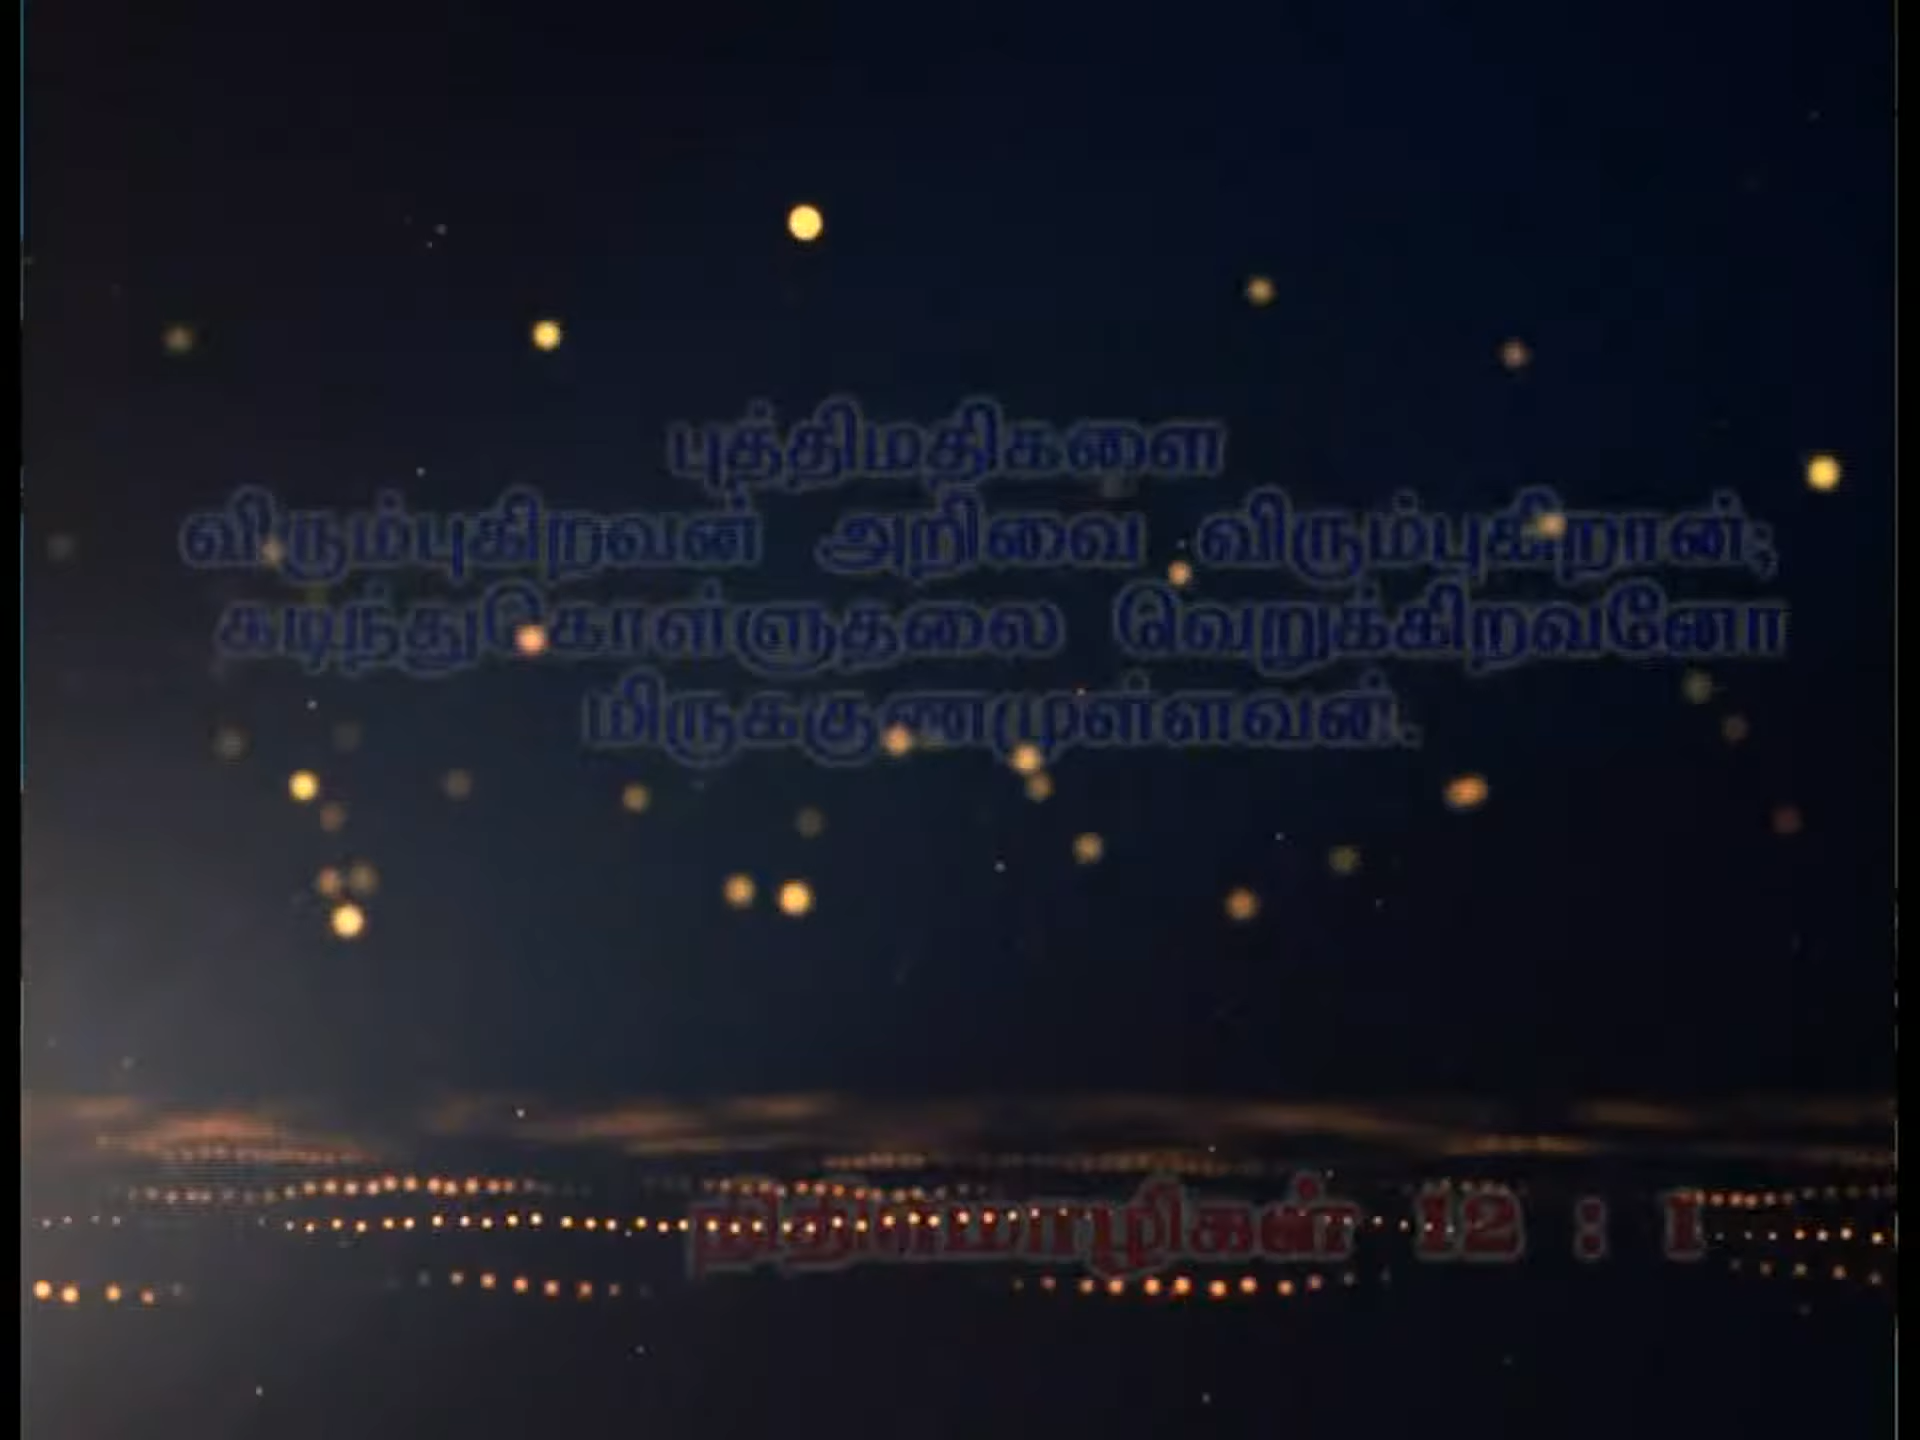 புத்திமதிகளை
விரும்புகிறவன் அறிவை விரும்புகிறான்;
கடிந்துகொள்ளுதலை வெறுக்கிறவனோ
மிருககுணமுள்ளவன்.
நீதிமொழிகள் 12 : 1